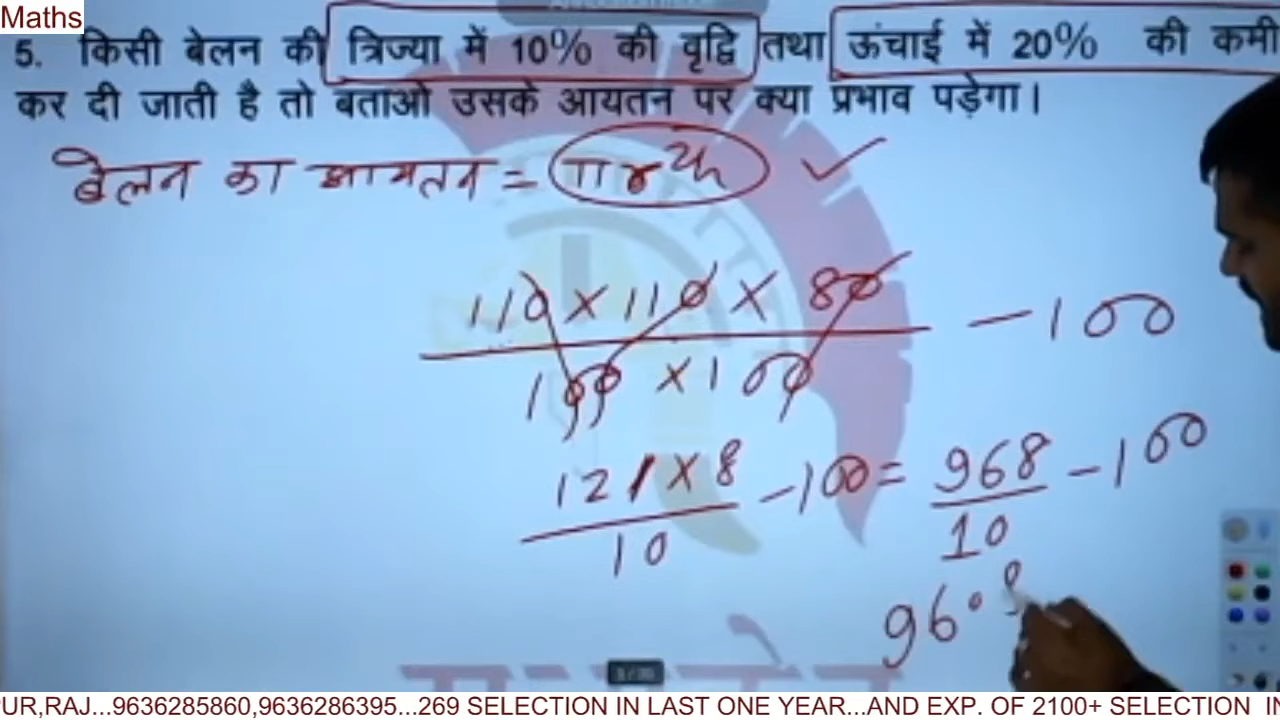 Maths
5. किसी बेलन की त्रिज्या में 10% की वृद्वि तथा ऊंचाई में 20% की कमी
कर दी जाती है तो बताओ उसके आयतन पर क्या प्रभाव पड़ेगा।
बेलन का आयतन = πr²h ✓
110 × 110 × 80 – 100
100 × 100
121 × 8 – 100 = 968 – 100
10 10
96.8
PUR,RAJ...9636285860,9636286395...269 SELECTION IN LAST ONE YEAR...AND EXP. OF 2100+ SELECTION IN